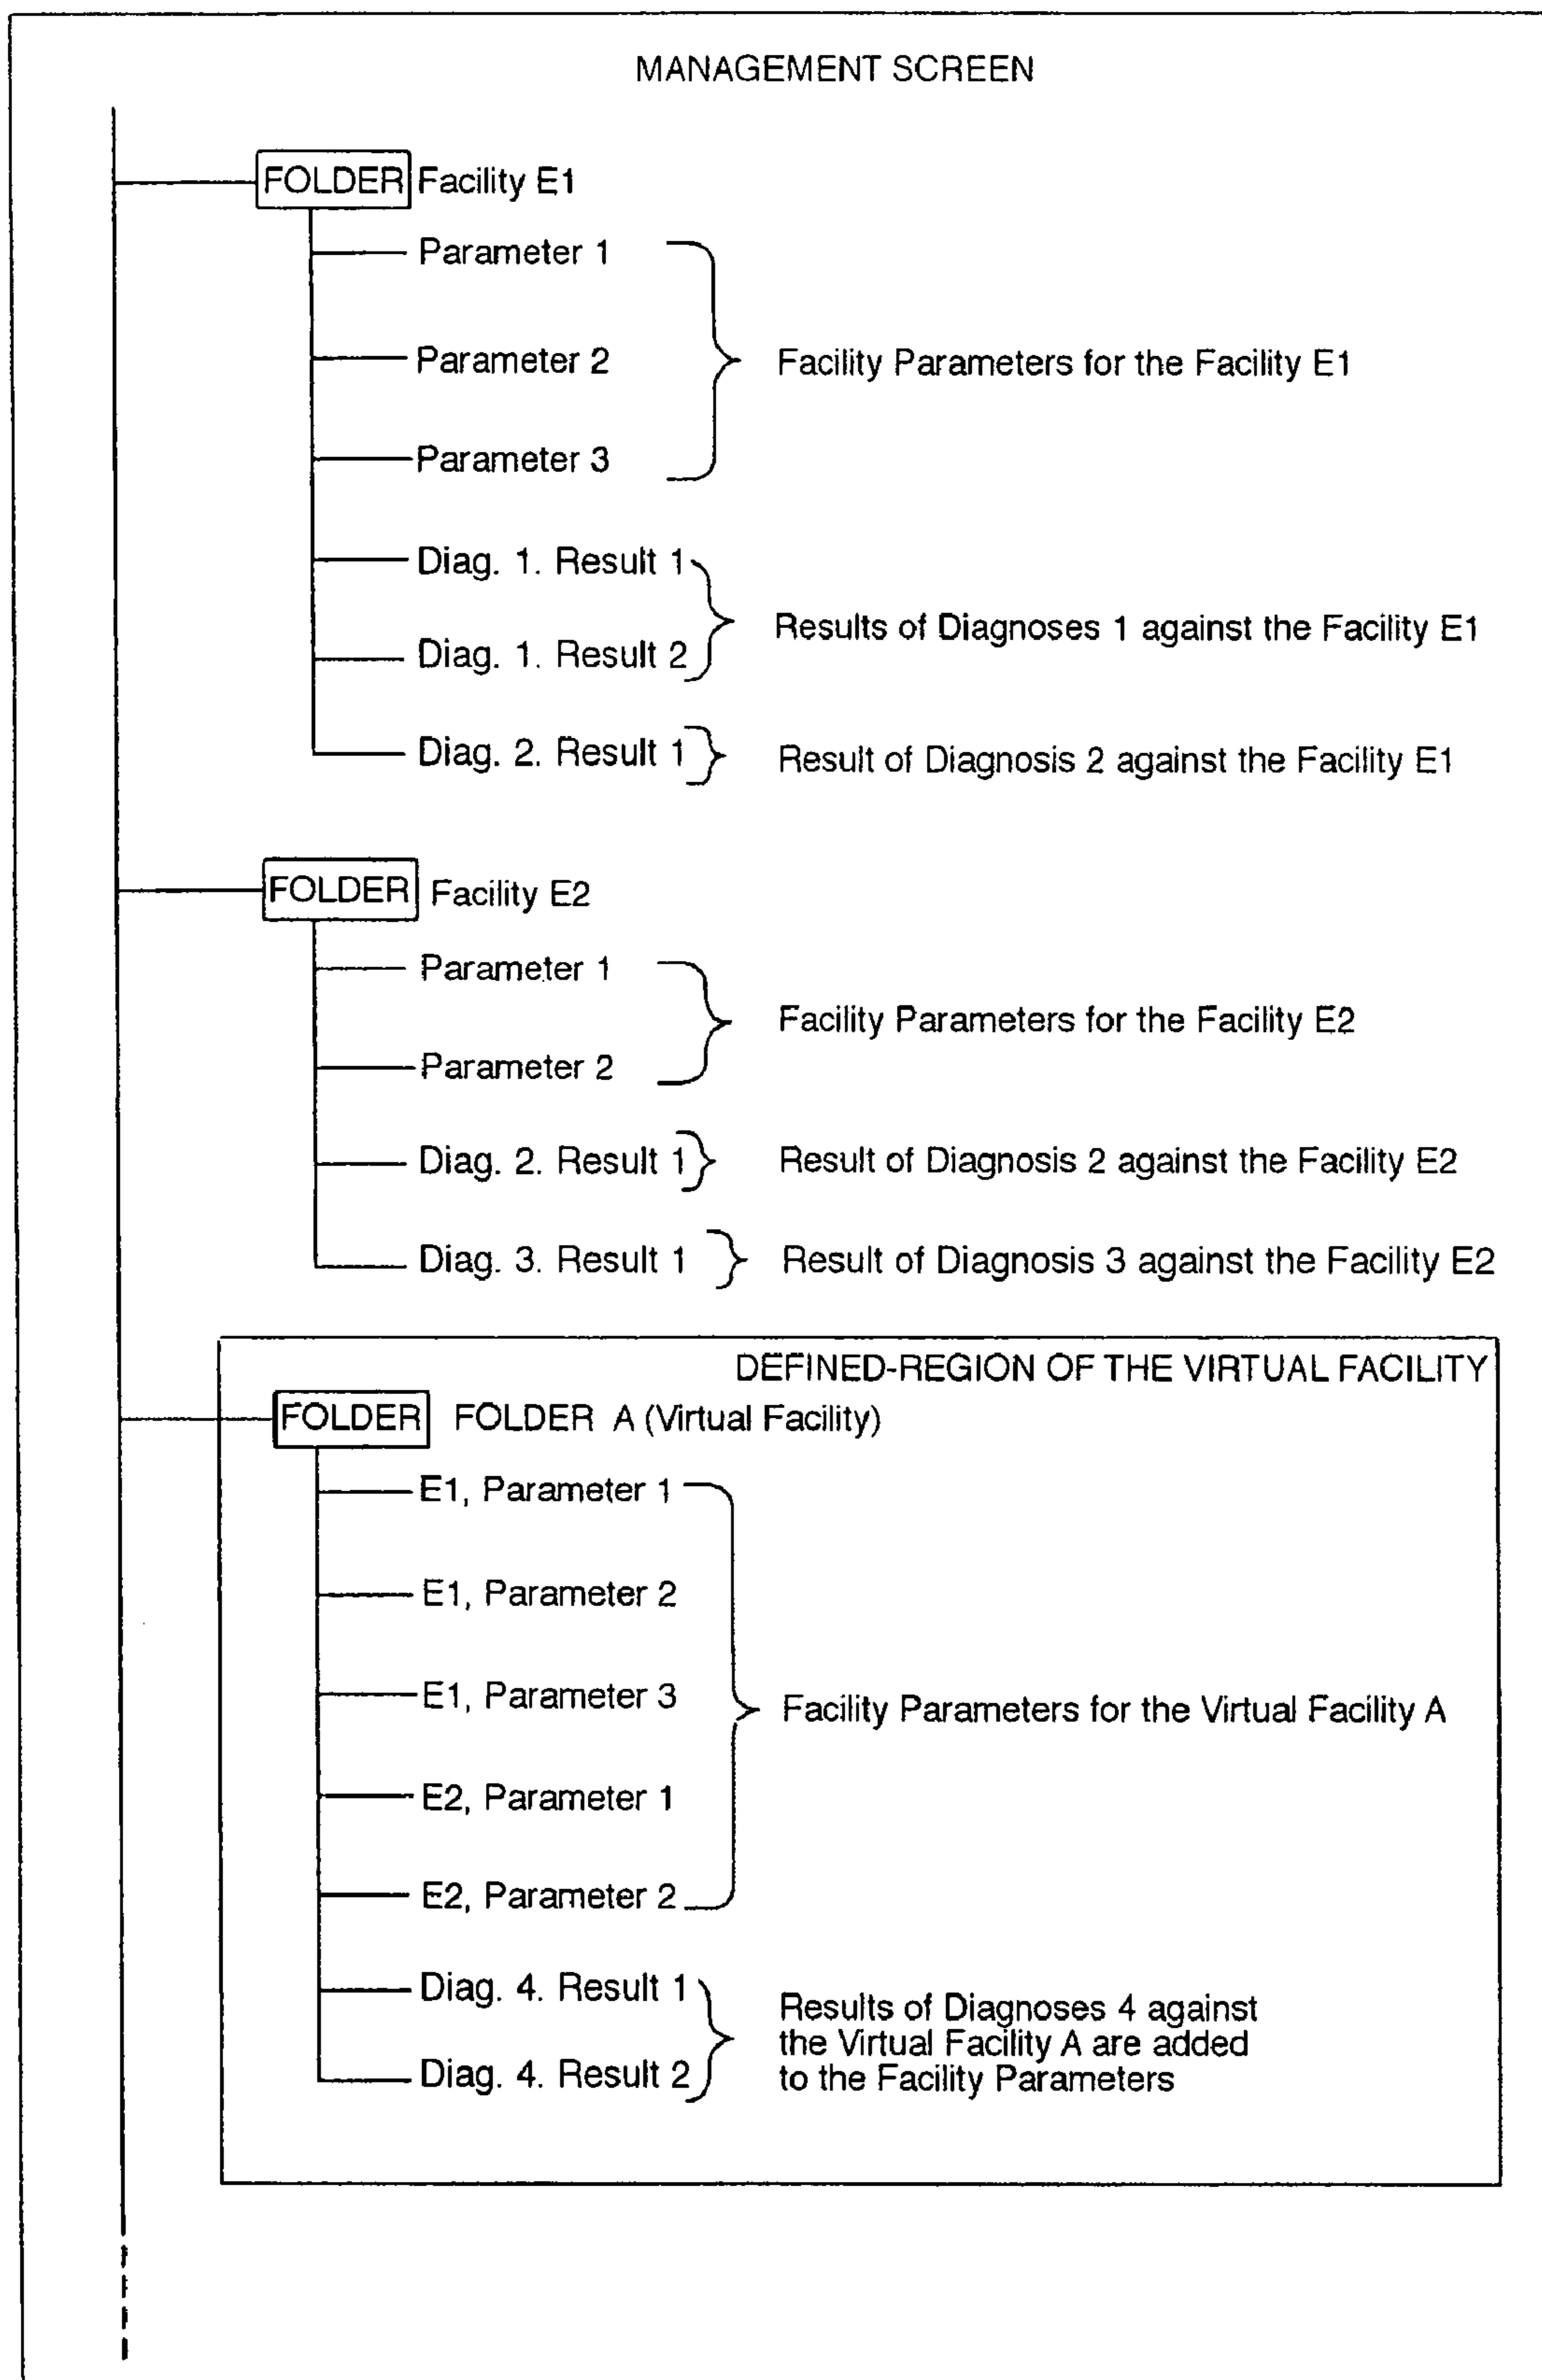 MANAGEMENT SCREEN
FOLDER Facility E1
Parameter 1
Parameter 2
Facility Parameters for the Facility E1
Parameter 3
Diag. 1. Result 1
Results of Diagnoses 1 against the Facility E1
Diag. 1. Result 2
Diag. 2. Result 1
Result of Diagnosis 2 against the Facility E1
FOLDER Facility E2
Parameter 1
Facility Parameters for the Facility E2
Parameter 2
Diag. 2. Result 1
Result of Diagnosis 2 against the Facility E2
Diag. 3. Result 1
Result of Diagnosis 3 against the Facility E2
DEFINED-REGION OF THE VIRTUAL FACILITY
FOLDER FOLDER A (Virtual Facility)
E1, Parameter 1
E1, Parameter 2
E1, Parameter 3
Facility Parameters for the Virtual Facility A
E2, Parameter 1
E2, Parameter 2
Diag. 4. Result 1
Diag. 4. Result 2
Results of Diagnoses 4 against
the Virtual Facility A are added
to the Facility Parameters